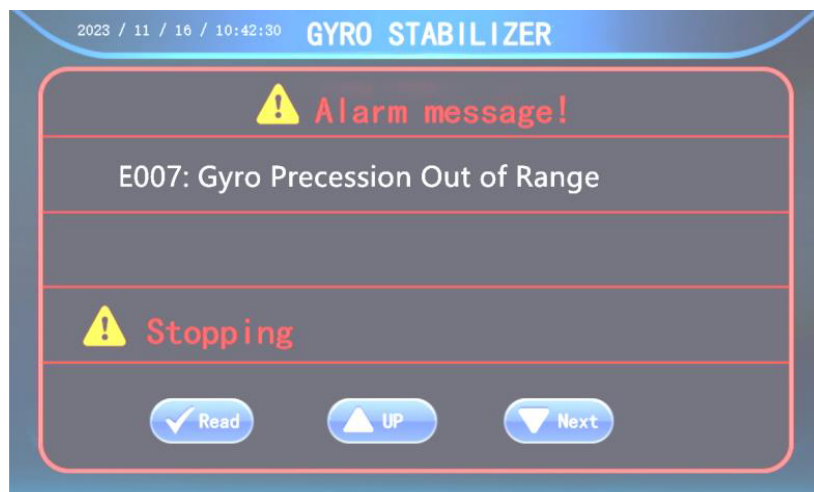 2023 / 11 / 16 / 10:42:30 GYRO STABILIZER
Alarm message!
E007: Gyro Precession Out of Range
Stopping
Read UP Next